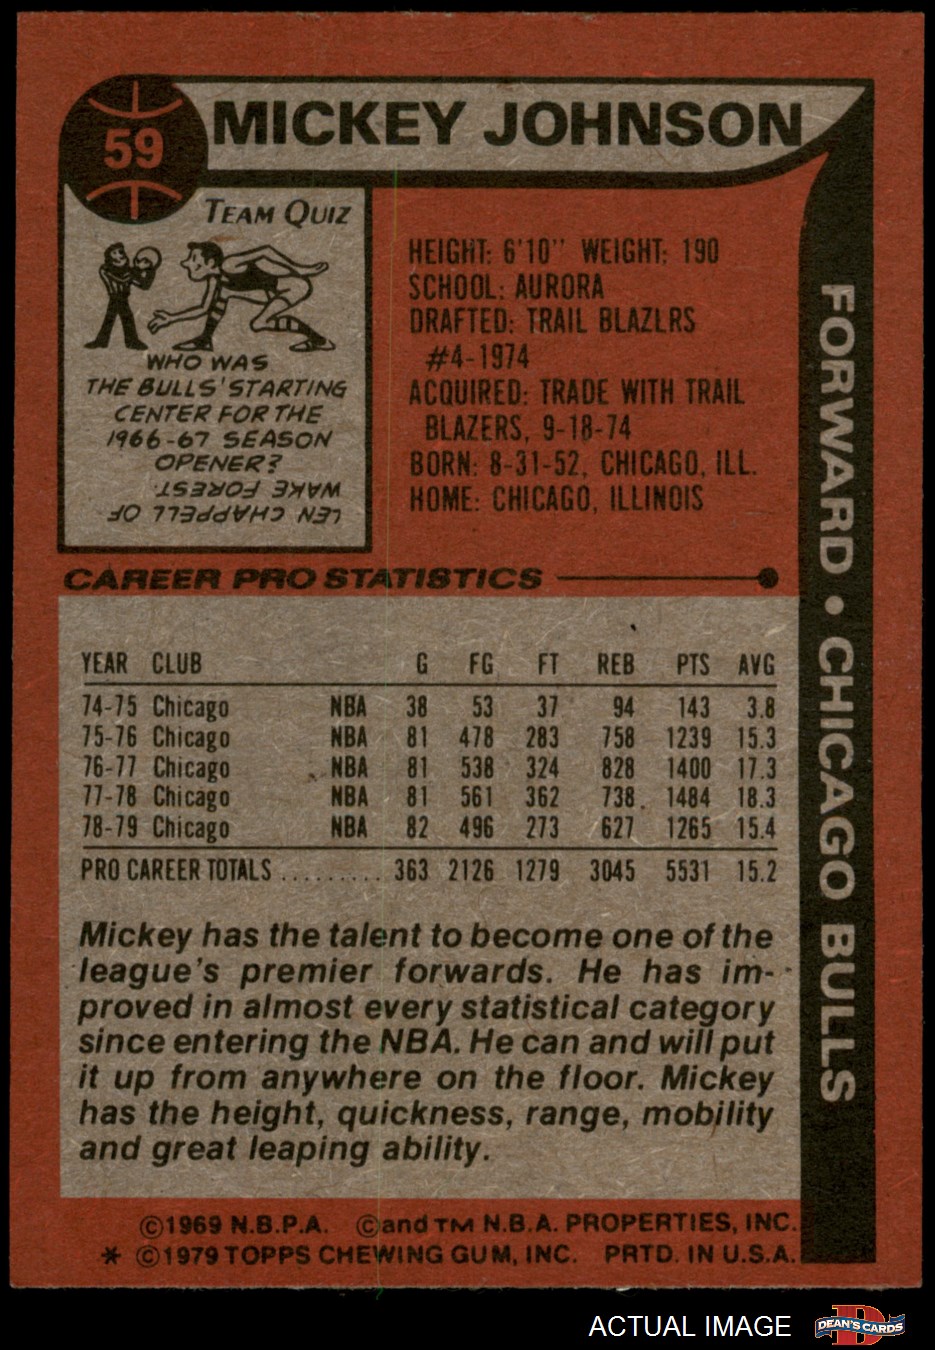 59
MICKEY JOHNSON
TEAM QUIZ
WHO WAS
THE BULLS' STARTING
CENTER FOR THE
1966-67 SEASON
OPENER?
LEN CHAPPELL OF
WAKE FOREST.
HEIGHT: 6'10" WEIGHT: 190
SCHOOL: AURORA
DRAFTED: TRAIL BLAZLRS
#4-1974
ACQUIRED: TRADE WITH TRAIL
BLAZERS, 9-18-74
BORN: 8-31-52, CHICAGO, ILL.
HOME: CHICAGO, ILLINOIS
FORWARD • CHICAGO BULLS
CAREER PRO STATISTICS
YEAR CLUB G FG FT REB PTS AVG
74-75 Chicago NBA 38 53 37 94 143 3.8
75-76 Chicago NBA 81 478 283 758 1239 15.3
76-77 Chicago NBA 81 538 324 828 1400 17.3
77-78 Chicago NBA 81 561 362 738 1484 18.3
78-79 Chicago NBA 82 496 273 627 1265 15.4
PRO CAREER TOTALS ......... 363 2126 1279 3045 5531 15.2
Mickey has the talent to become one of the
league's premier forwards. He has im-
proved in almost every statistical category
since entering the NBA. He can and will put
it up from anywhere on the floor. Mickey
has the height, quickness, range, mobility
and great leaping ability.
©1969 N.B.P.A. ©and TM N.B.A. PROPERTIES, INC.
* ©1979 TOPPS CHEWING GUM, INC. PRTD. IN U.S.A.
ACTUAL IMAGE
D
DEAN'S CARDS